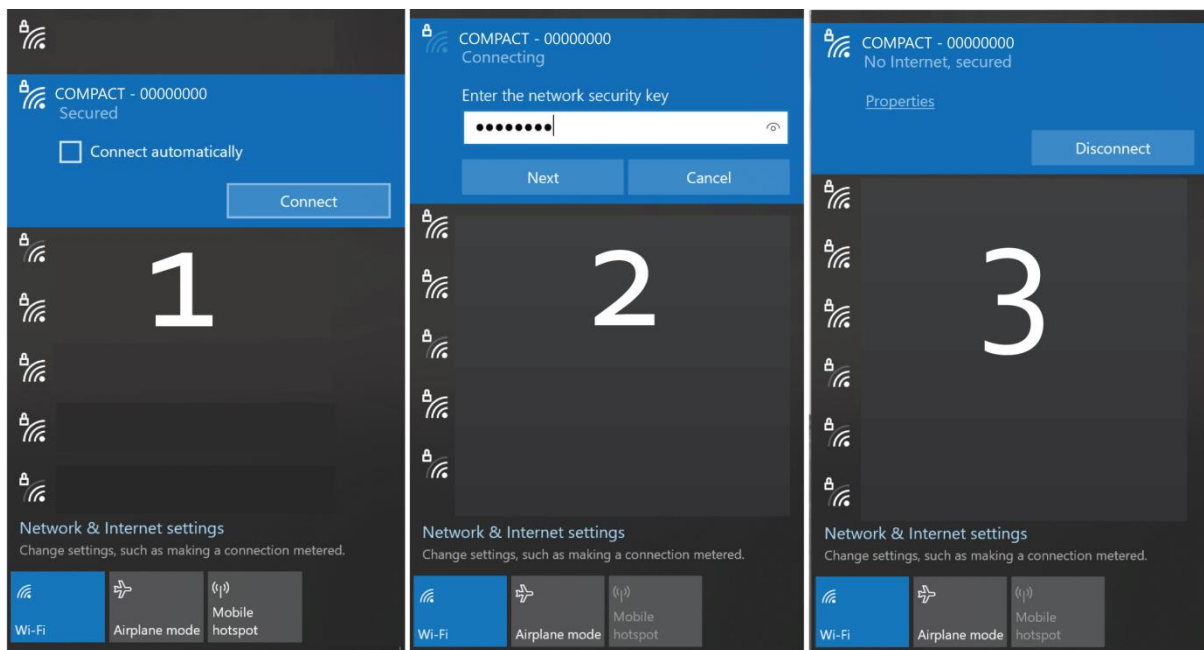 COMPACT - 00000000
Secured
Connect automatically
Connect
1
Network & Internet settings
Change settings, such as making a connection metered.
Wi-Fi
Airplane mode
Mobile
hotspot
COMPACT - 00000000
Connecting
Enter the network security key
●●●●●●●●
Next Cancel
2
Network & Internet settings
Change settings, such as making a connection metered.
Wi-Fi
Airplane mode
Mobile
hotspot
COMPACT - 00000000
No Internet, secured
Properties
Disconnect
3
Network & Internet settings
Change settings, such as making a connection metered.
Wi-Fi
Airplane mode
Mobile
hotspot